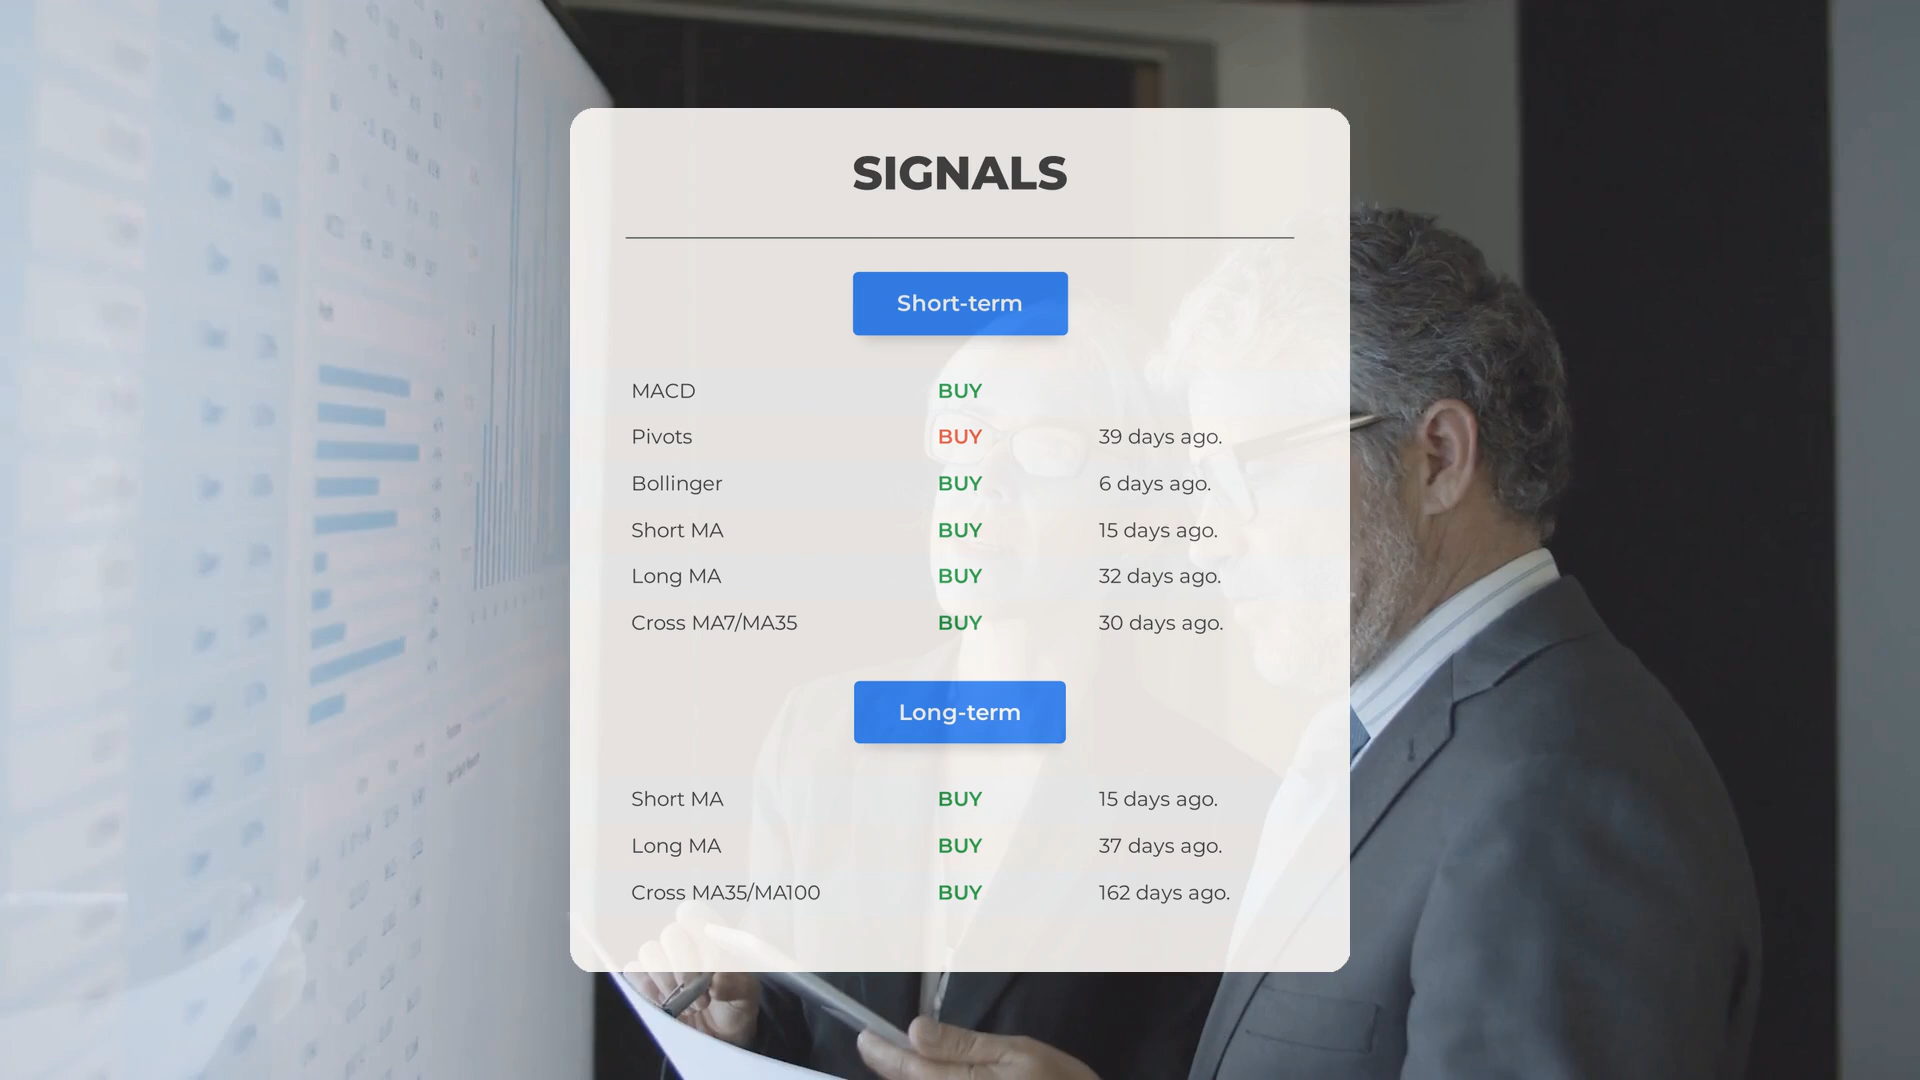 SIGNALS
Short-term
MACD BUY
Pivots BUY 39 days ago.
Bollinger BUY 6 days ago.
Short MA BUY 15 days ago.
Long MA BUY 32 days ago.
Cross MA7/MA35 BUY 30 days ago.
Long-term
Short MA BUY 15 days ago.
Long MA BUY 37 days ago.
Cross MA35/MA100 BUY 162 days ago.